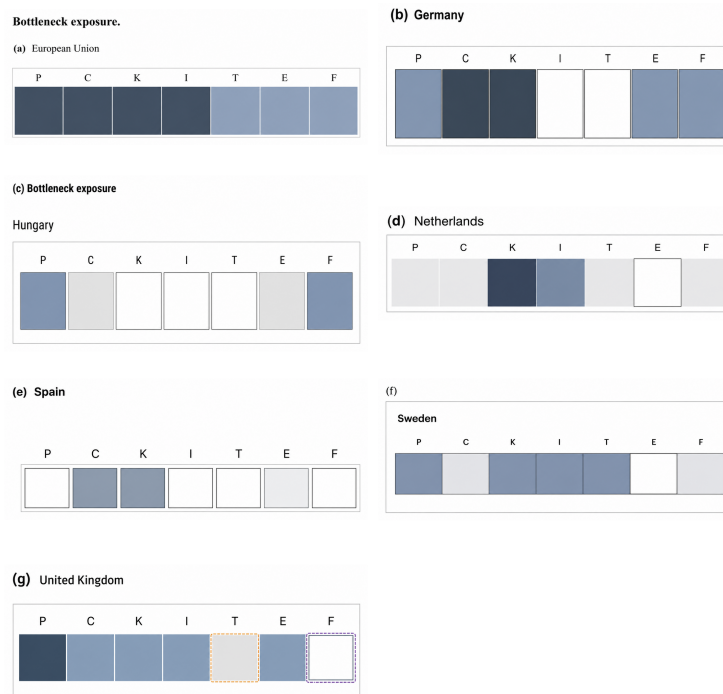 Bottleneck exposure.
(a) European Union
P C K I T E F
(b) Germany
P C K I T E F
(c) Bottleneck exposure
Hungary
P C K I T E F
(d) Netherlands
P C K I T E F
(e) Spain
P C K I T E F
(f)
Sweden
P C K I T E F
(g) United Kingdom
P C K I T E F